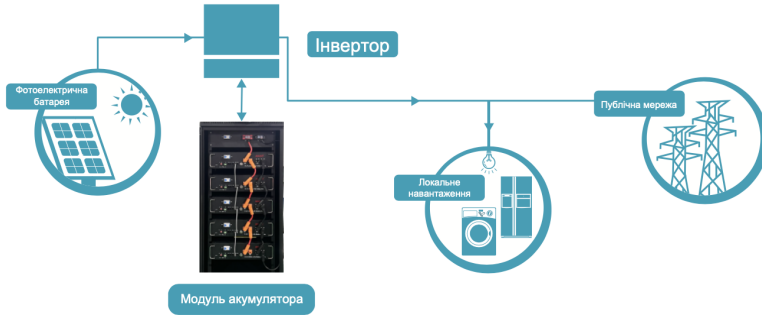 Інвертор
Фотоелектрична
батарея
Публічна мережа
Локальне
навантаження
Модуль акумулятора